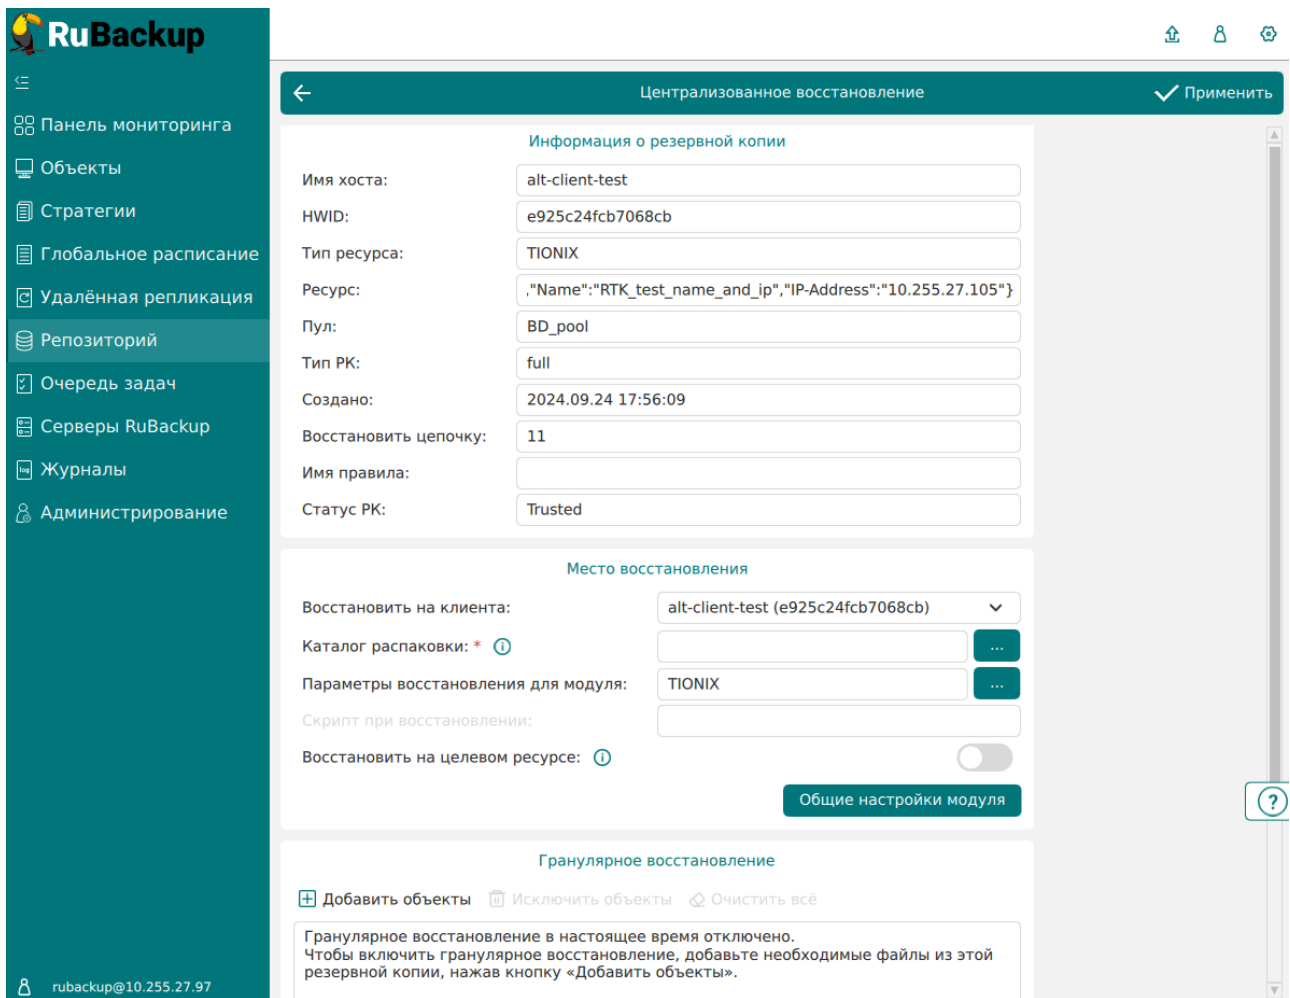 RuBackup
Панель мониторинга
Объекты
Стратегии
Глобальное расписание
Удалённая репликация
Репозиторий
Очередь задач
Серверы RuBackup
Журналы
Администрирование
rubackup@10.255.27.97
Централизованное восстановление
Применить
Информация о резервной копии
Имя хоста: alt-client-test
HWID: e925c24fcb7068cb
Тип ресурса: TIONIX
Ресурс: ,"Name":"RTK_test_name_and_ip","IP-Address":"10.255.27.105"}
Пул: BD_pool
Тип РК: full
Создано: 2024.09.24 17:56:09
Восстановить цепочку: 11
Имя правила:
Статус РК: Trusted
Место восстановления
Восстановить на клиента: alt-client-test (e925c24fcb7068cb)
Каталог распаковки: * ...
Параметры восстановления для модуля: TIONIX ...
Скрипт при восстановлении:
Восстановить на целевом ресурсе:
Общие настройки модуля
?
Гранулярное восстановление
Добавить объекты Исключить объекты Очистить всё
Гранулярное восстановление в настоящее время отключено.
Чтобы включить гранулярное восстановление, добавьте необходимые файлы из этой
резервной копии, нажав кнопку «Добавить объекты».